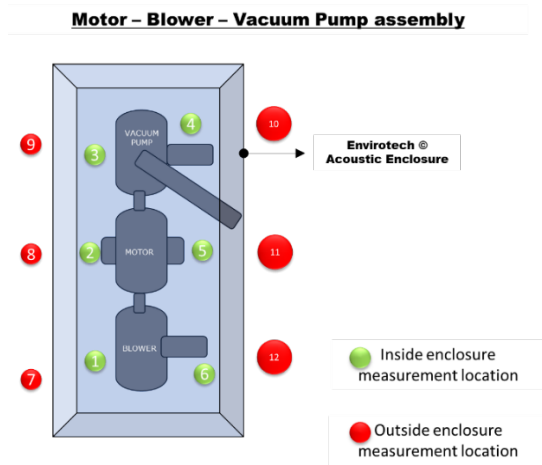 Motor – Blower – Vacuum Pump assembly
4
10
VACUUM
PUMP
9
3
Envirotech ©
Acoustic Enclosure
8
2
MOTOR
5
11
BLOWER
1
12
6
7
Inside enclosure
measurement location
Outside enclosure
measurement location